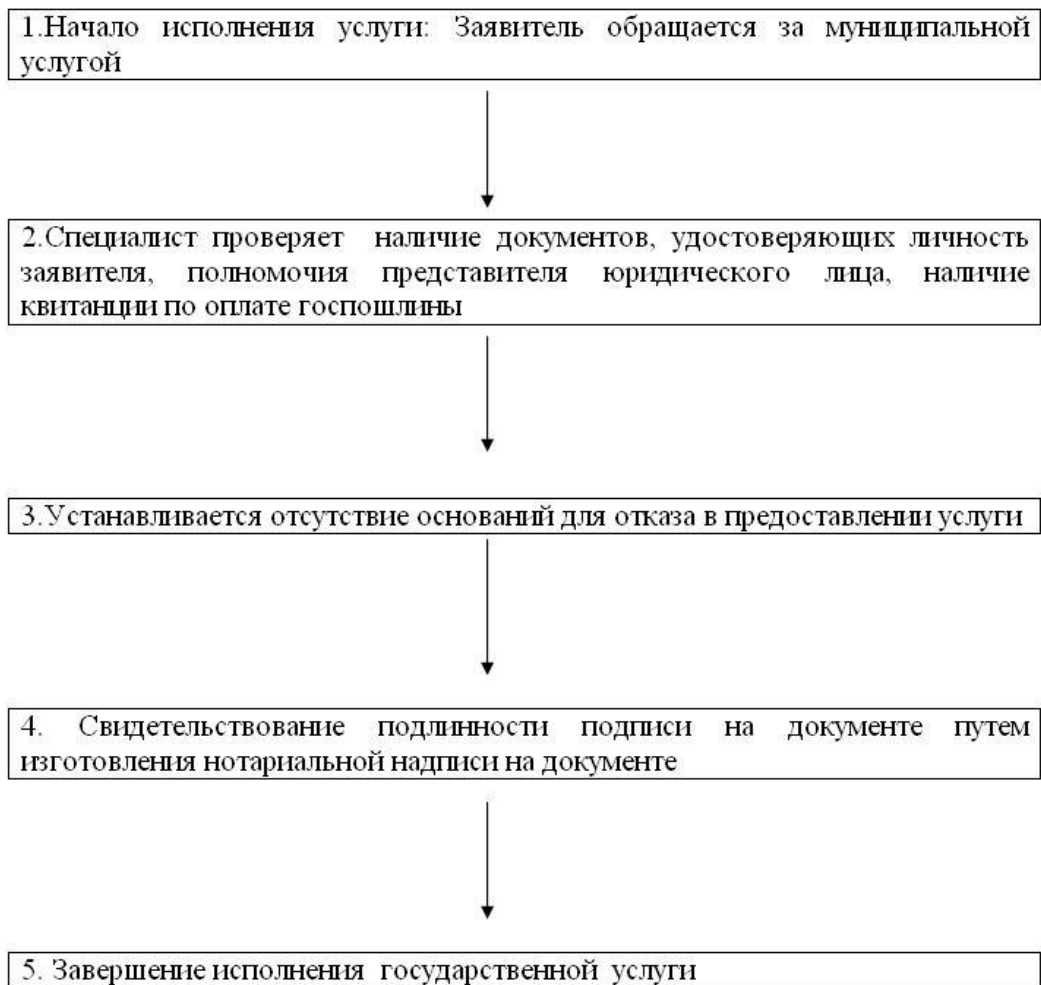 1.Начало исполнения услуги: Заявитель обращается за муниципальной
услугой
2.Специалист проверяет наличие документов, удостоверяющих личность
заявителя, полномочия представителя юридического лица, наличие
квитанции по оплате госпошлины
3.Устанавливается отсутствие оснований для отказа в предоставлении услуги
4. Свидетельствование подлинности подписи на документе путем
изготовления нотариальной надписи на документе
5. Завершение исполнения государственной услуги